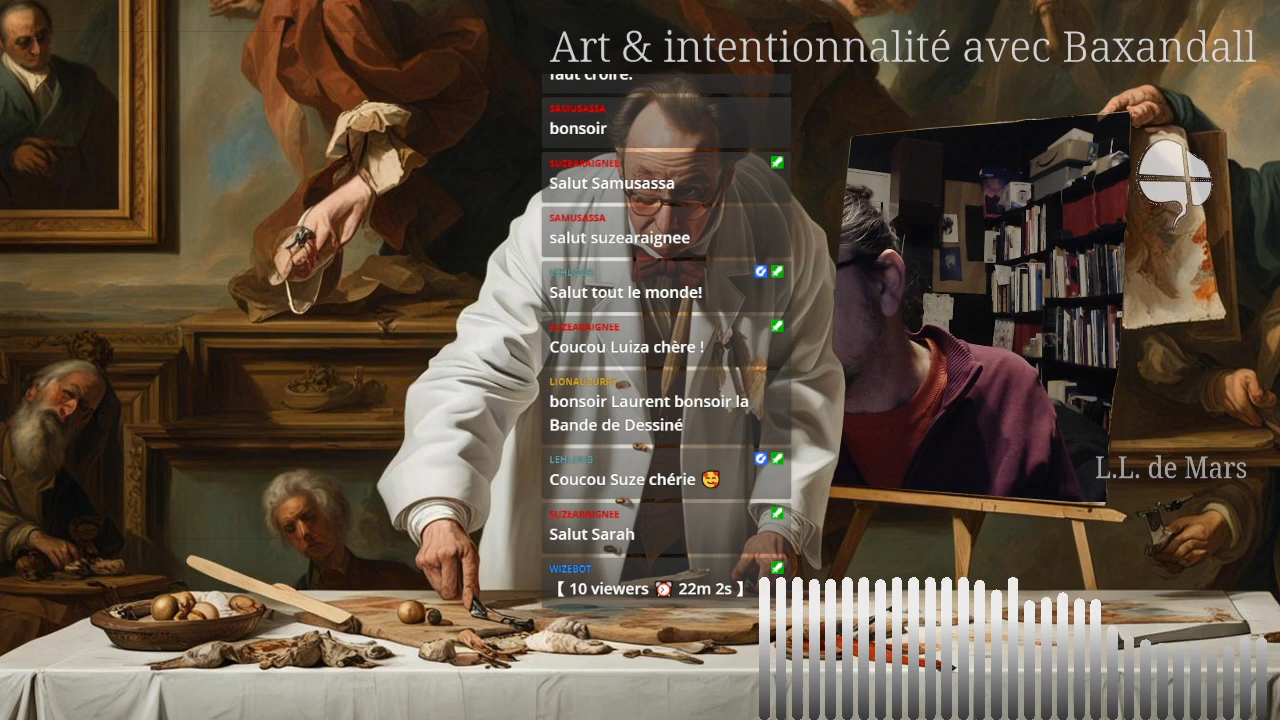 Art & intentionnalité avec Baxandall
faut croire.
SAMUSASSA
bonsoir
SUZEARAIGNEE
Salut Samusassa
SAMUSASSA
salut suzearaignee
Salut tout le monde!
SUZEARAIGNEE
Coucou Luiza chère !
bonsoir Laurent bonsoir la
Bande de Dessiné
Coucou Suze chérie 🥰
SUZEARAIGNEE
Salut Sarah
WIZEBOT
【 10 viewers ⏰ 22m 2s 】
L.L. de Mars